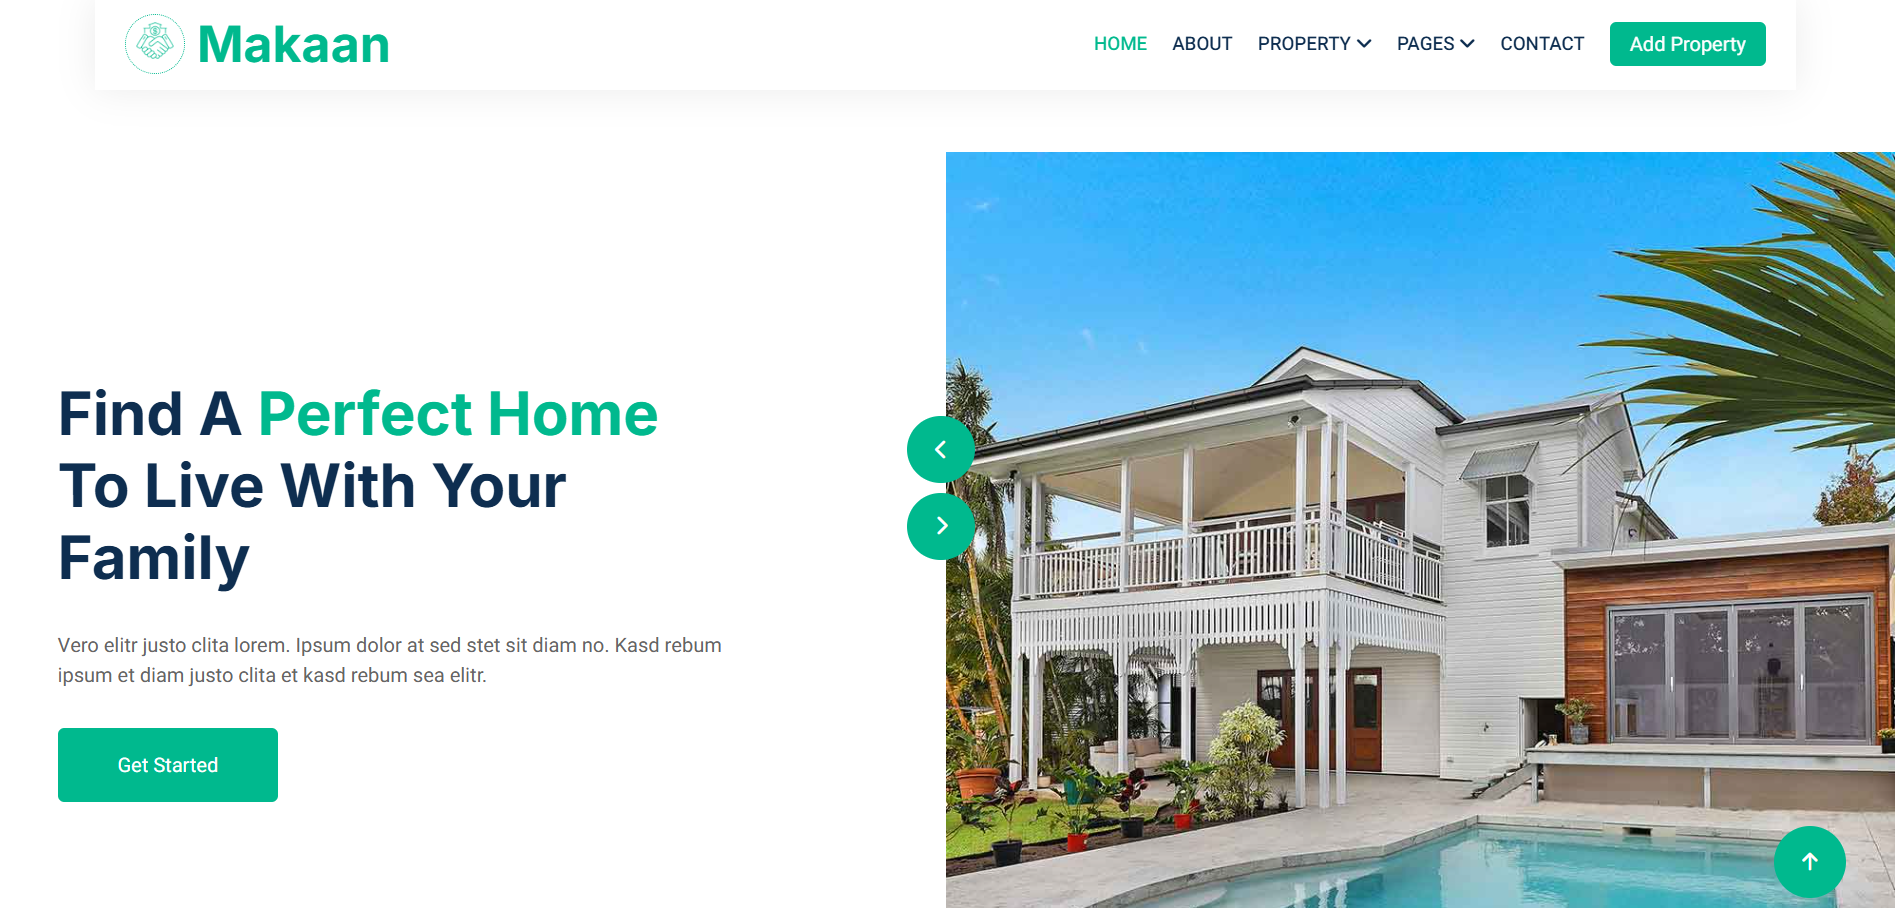 Makaan
HOME ABOUT PROPERTY PAGES CONTACT Add Property
Find A Perfect Home
To Live With Your
Family
Vero elitr justo clita lorem. Ipsum dolor at sed stet sit diam no. Kasd rebum
ipsum et diam justo clita et kasd rebum sea elitr.
Get Started